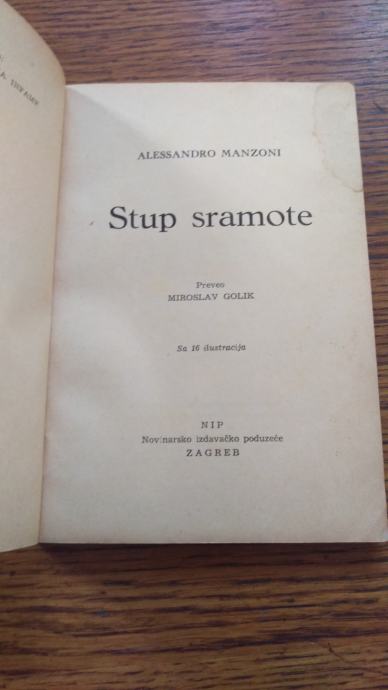 ALESSANDRO MANZONI
Stup sramote
Preveo
MIROSLAV GOLIK
Sa 16 ilustracija
NIP
Novinarsko izdavačko poduzeće
ZAGREB